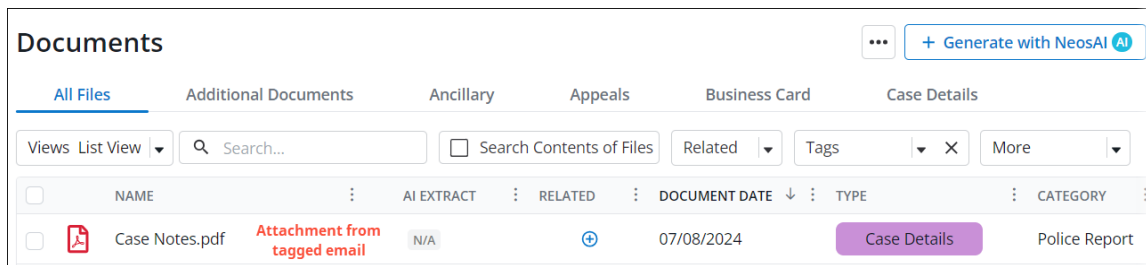 Documents
••• + Generate with NeosAI AI
All Files Additional Documents Ancillary Appeals Business Card Case Details
Views List View Search... Search Contents of Files Related Tags More
NAME AI EXTRACT RELATED DOCUMENT DATE TYPE CATEGORY
Case Notes.pdf Attachment from tagged email N/A 07/08/2024 Case Details Police Report